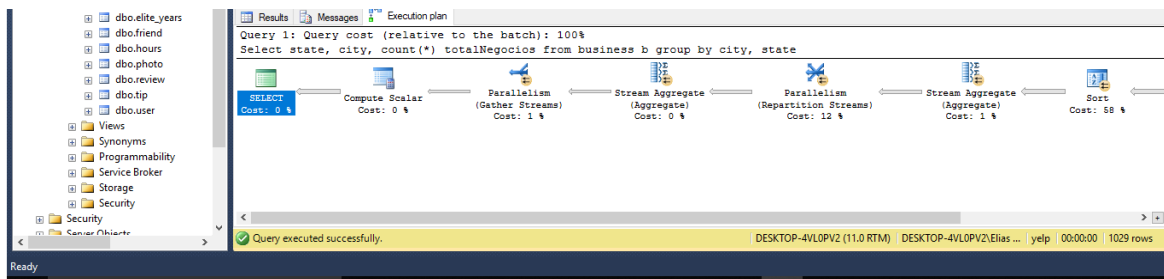 dbo.elite_years
dbo.friend
dbo.hours
dbo.photo
dbo.review
dbo.tip
dbo.user
Views
Synonyms
Programmability
Service Broker
Storage
Security
Security
Server Objects
Results Messages Execution plan
Query 1: Query cost (relative to the batch): 100%
Select state, city, count(*) totalNegocios from business b group by city, state
SELECT
Cost: 0 %
Compute Scalar
Cost: 0 %
Parallelism
(Gather Streams)
Cost: 1 %
Stream Aggregate
(Aggregate)
Cost: 0 %
Parallelism
(Repartition Streams)
Cost: 12 %
Stream Aggregate
(Aggregate)
Cost: 1 %
Sort
Cost: 58 %
Query executed successfully.
DESKTOP-4VL0PV2 (11.0 RTM) DESKTOP-4VL0PV2\Elias ... yelp 00:00:00 1029 rows
Ready